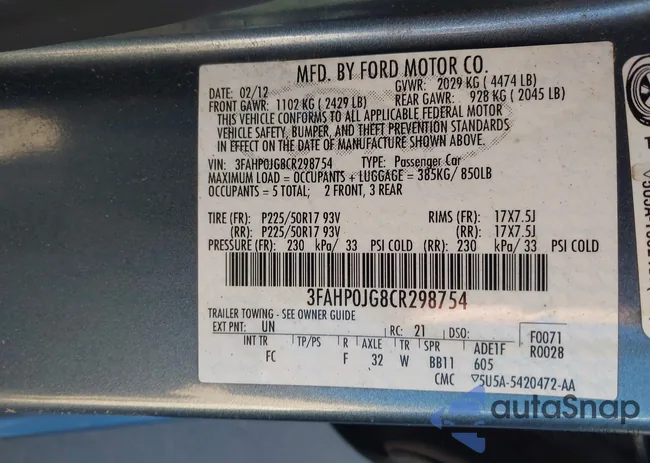 MFD. BY FORD MOTOR CO.
DATE: 02/12 GVWR: 2029 KG ( 4474 LB)
FRONT GAWR: 1102 KG ( 2429 LB) REAR GAWR: 928 KG ( 2045 LB)
THIS VEHICLE CONFORMS TO ALL APPLICABLE FEDERAL MOTOR
VEHICLE SAFETY, BUMPER, AND THEFT PREVENTION STANDARDS
IN EFFECT ON THE DATE OF MANUFACTURE SHOWN ABOVE.
VIN: 3FAHP0JG8CR298754 TYPE: Passenger Car
MAXIMUM LOAD = OCCUPANTS + LUGGAGE = 385KG/ 850LB
OCCUPANTS = 5 TOTAL; 2 FRONT, 3 REAR
TIRE (FR): P225/50R17 93V RIMS (FR): 17X7.5J
(RR): P225/50R17 93V (RR): 17X7.5J
PRESSURE (FR): 230 kPa/ 33 PSI COLD (RR): 230 kPa/ 33 PSI COLD
3FAHP0JG8CR298754
TRAILER TOWING - SEE OWNER GUIDE
EXT PNT: UN RC: 21 DSO: F0071
R002B
INT TR TP/PS R AXLE TR SPR ADE1F
FC F 32 W BB11 605
CMC ▽5U5A-5420472-AA
autoSnap